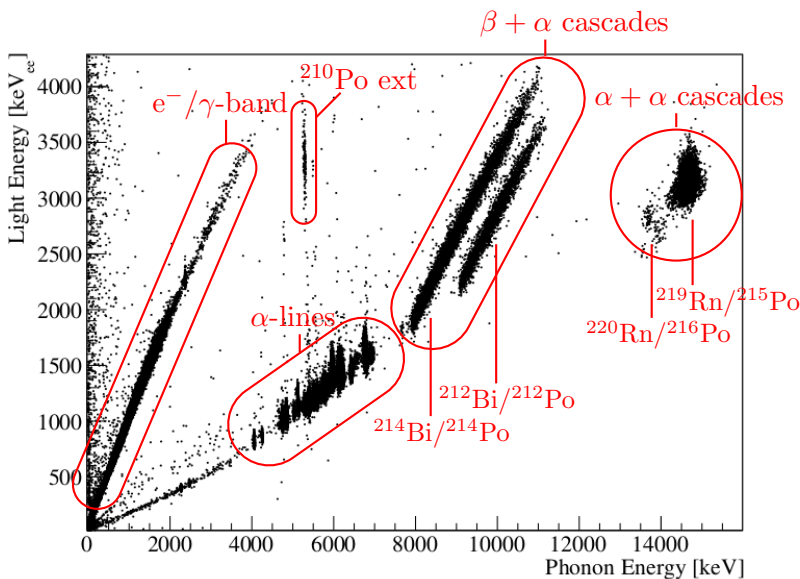 β + α cascades
²¹⁰Po ext
e⁻/γ-band
α + α cascades
Light Energy [keV_ee]
4000
3500
3000
2500
2000
1500
1000
500
α-lines
²¹⁹Rn/²¹⁵Po
²²⁰Rn/²¹⁶Po
²¹²Bi/²¹²Po
²¹⁴Bi/²¹⁴Po
0 2000 4000 6000 8000 10000 12000 14000
Phonon Energy [keV]